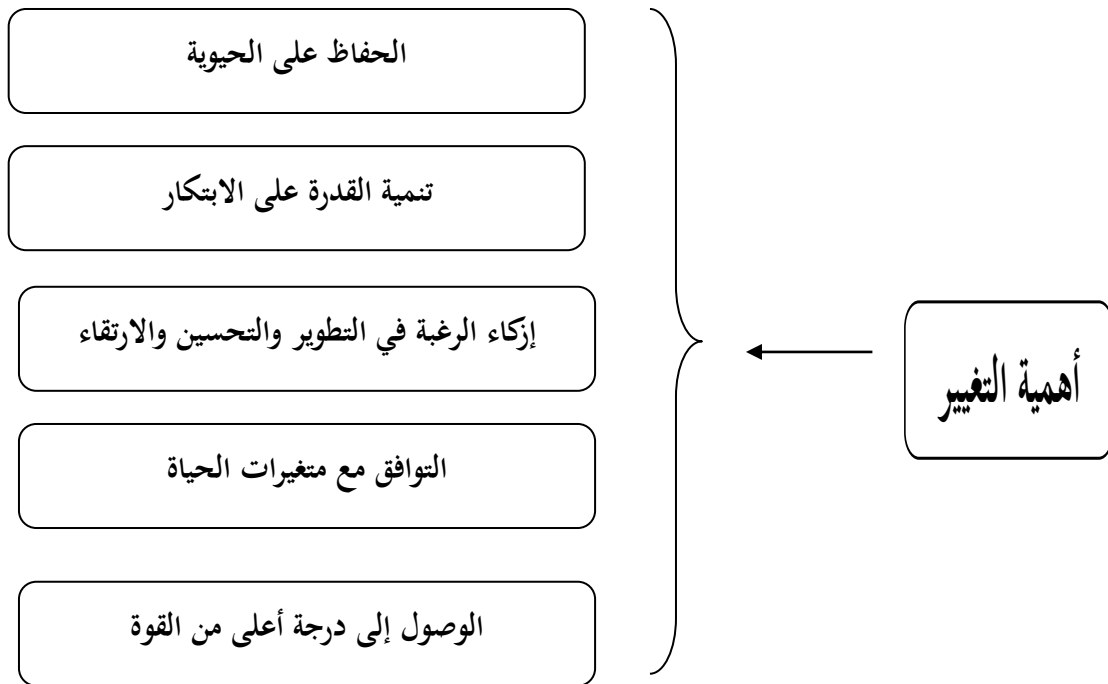 أهمية التغيير
الحفاظ على الحيوية
تنمية القدرة على الابتكار
إزكاء الرغبة في التطوير والتحسين والارتقاء
التوافق مع متغيرات الحياة
الوصول إلى درجة أعلى من القوة